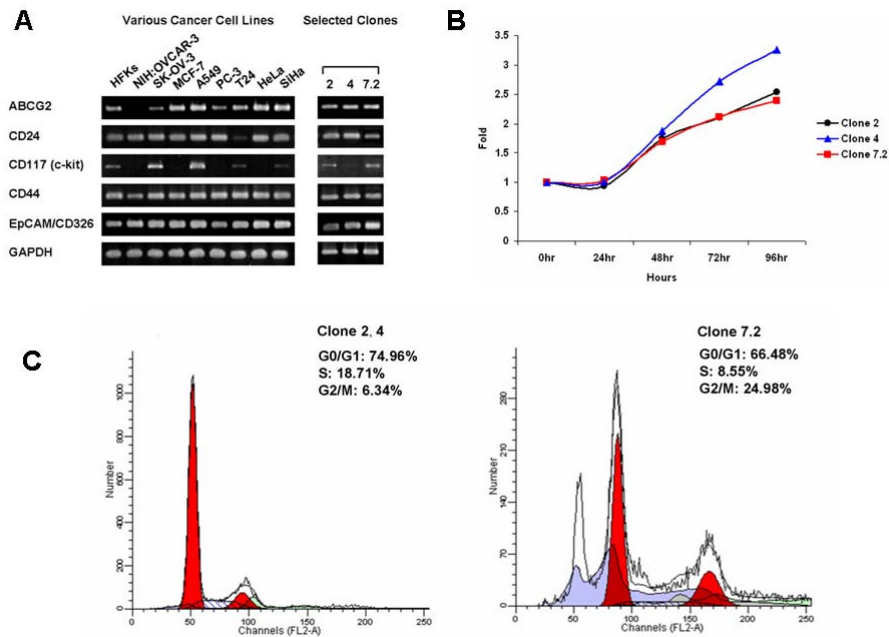 A
Various Cancer Cell Lines
Selected Clones
HFKs
NIH:OVCAR-3
SK-OV-3
MCF-7
A549
PC-3
T24
HeLa
SiHa
2 4 7.2
ABCG2
CD24
CD117 (c-kit)
CD44
EpCAM/CD326
GAPDH
B
3.5
3
2.5
2
1.5
1
0.5
0
Fold
0hr 24hr 48hr 72hr 96hr
Hours
Clone 2
Clone 4
Clone 7.2
C
Clone 2, 4
G0/G1: 74.96%
S: 18.71%
G2/M: 6.34%
Number
1000
800
600
400
200
0
0 50 100 150 200 250
Channels (FL2-A)
Clone 7.2
G0/G1: 66.48%
S: 8.55%
G2/M: 24.98%
Number
280
210
140
70
0
0 50 100 150 200 250
Channels (FL2-A)